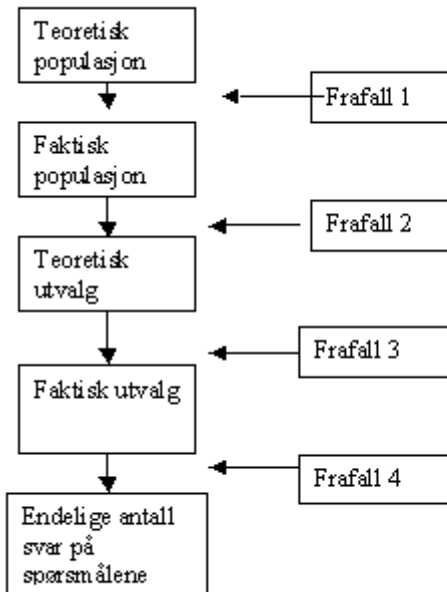 Teoretisk
populasjon
Frafall 1
Faktisk
populasjon
Frafall 2
Teoretisk
utvalg
Frafall 3
Faktisk utvalg
Frafall 4
Endelige antall
svar på
spørsmålene